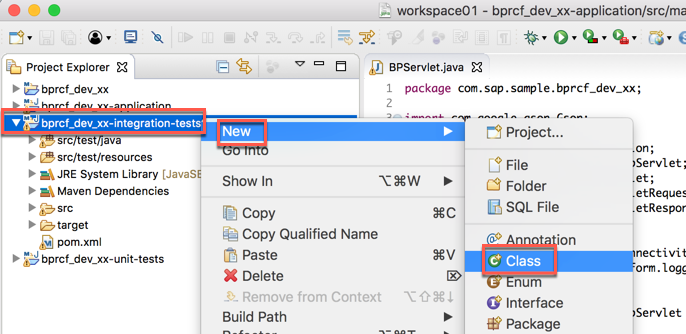 workspace01 - bprcf_dev_xx-application/src/ma
Project Explorer
BPServlet.java
bprcf_dev_xx
bprcf_dev_xx-application
bprcf_dev_xx-integration-tests
src/test/java
src/test/resources
JRE System Library [JavaSE
Maven Dependencies
src
target
pom.xml
bprcf_dev_xx-unit-tests
New
Go Into
Show In ⌥⌘W
Copy ⌘C
Copy Qualified Name
Paste ⌘V
Delete ⌦
Remove from Context ⌥⇧⌘↓
Build Path
Refactor ⌥⌘T
Project...
File
Folder
SQL File
Annotation
Class
Enum
Interface
Package
1 package com.sap.sample.bprcf_dev_xx;
2
3 import com.google.gson.Gson;
ion;
pServlet;
let;
letReques
letRespon
nnectivit
form.logg
pServlet